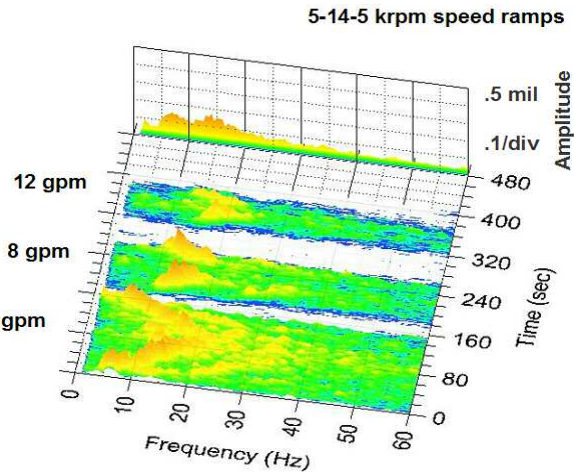 5-14-5 krpm speed ramps
.5 mil
.1/div
Amplitude
12 gpm
8 gpm
gpm
480
400
320
240
160
80
0
Time (sec)
0
10
20
30
40
50
60
Frequency (Hz)